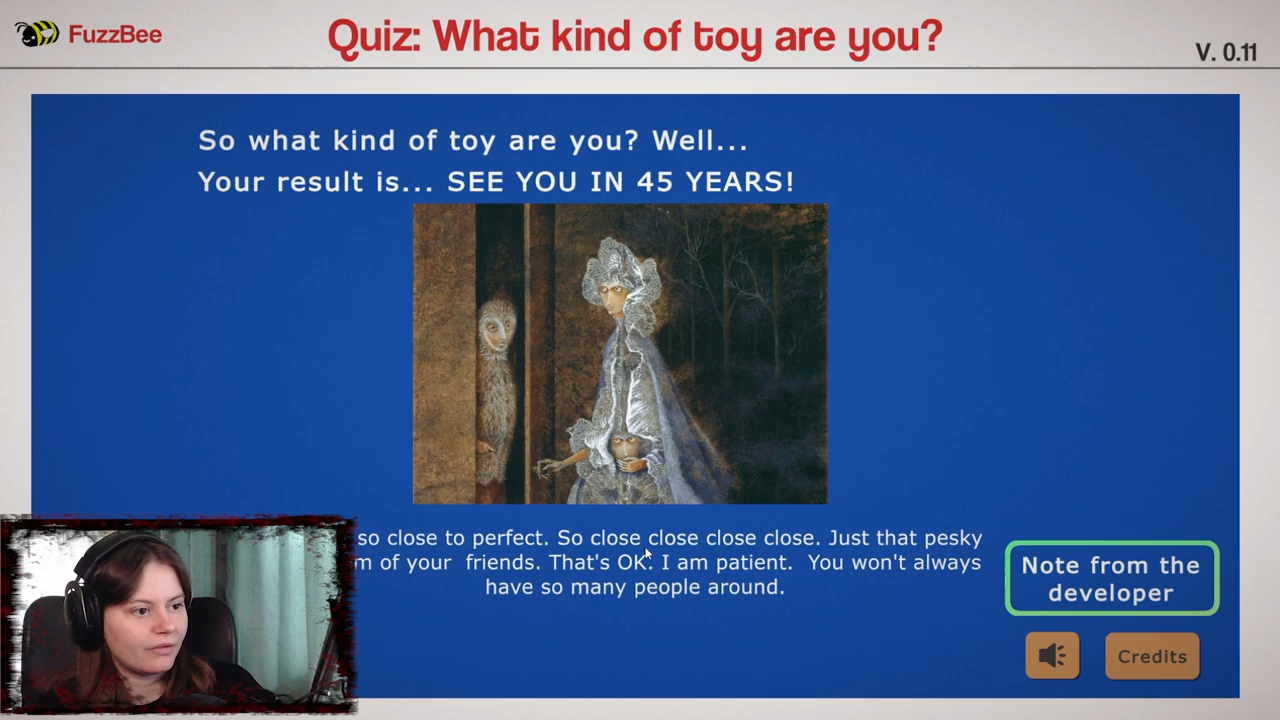 FuzzBee
Quiz: What kind of toy are you?
V. 0.11
So what kind of toy are you? Well...
Your result is... SEE YOU IN 45 YEARS!
so close to perfect. So close close close close. Just that pesky
of your friends. That's OK. I am patient. You won't always
have so many people around.
Note from the
developer
Credits